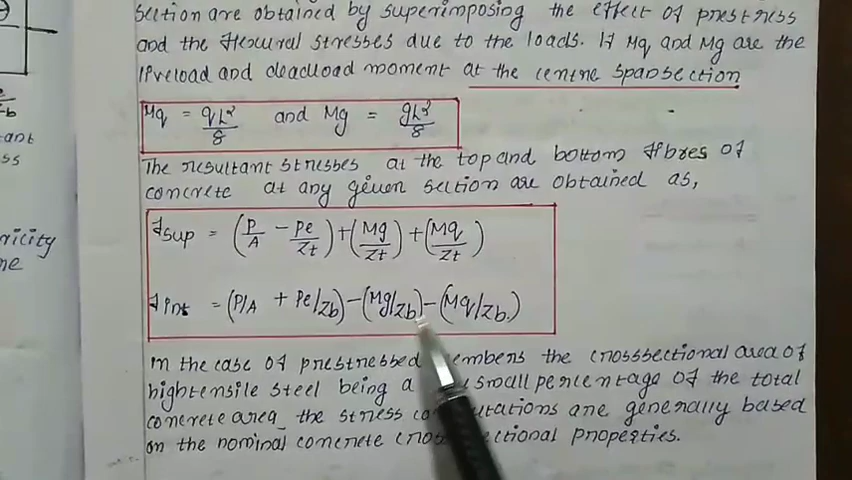 section are obtained by superimposing the effect of prestress
and the flexural stresses due to the loads. If Mq and Mg are the
liveload and deadload moment at the centre span section
Mq = qL²/8 and Mg = gL²/8
The resultant stresses at the top and bottom fibres of
concrete at any given section are obtained as,
fsup = (P/A - Pe/Zt) + (Mg/Zt) + (Mq/Zt)
fInf = (P/A + Pe/Zb) - (Mg/Zb) - (Mq/Zb)
In the case of prestressed members the crosssectional area of
hightensile steel being a small percentage of the total
concrete area the stress computations are generally based
on the nominal concrete cross sectional properties.